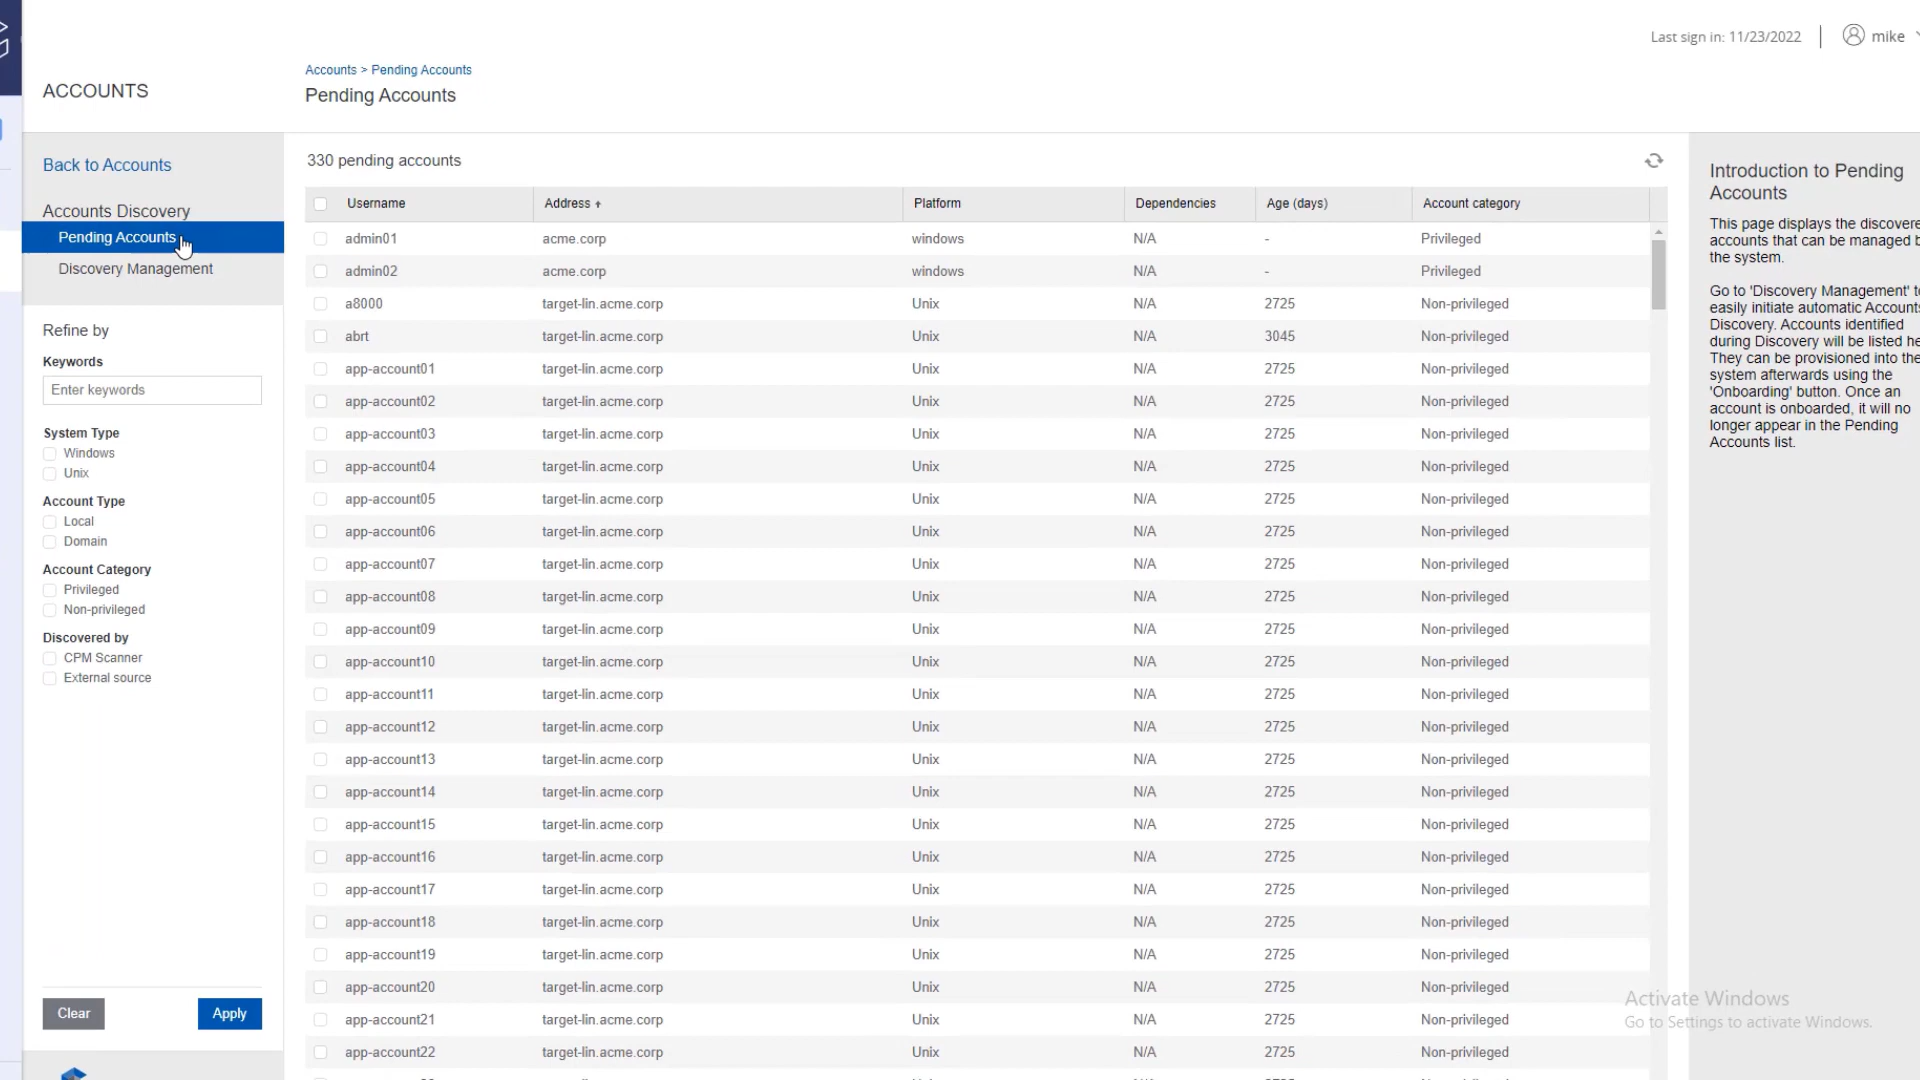 Last sign in: 11/23/2022
mike
ACCOUNTS
Accounts > Pending Accounts
Pending Accounts
Back to Accounts
Accounts Discovery
Pending Accounts
Discovery Management
Refine by
Keywords
Enter keywords
System Type
Windows
Unix
Account Type
Local
Domain
Account Category
Privileged
Non-privileged
Discovered by
CPM Scanner
External source
Clear
Apply
330 pending accounts
Username Address Platform Dependencies Age (days) Account category
admin01 acme.corp windows N/A - Privileged
admin02 acme.corp windows N/A - Privileged
a8000 target-lin.acme.corp Unix N/A 2725 Non-privileged
abrt target-lin.acme.corp Unix N/A 3045 Non-privileged
app-account01 target-lin.acme.corp Unix N/A 2725 Non-privileged
app-account02 target-lin.acme.corp Unix N/A 2725 Non-privileged
app-account03 target-lin.acme.corp Unix N/A 2725 Non-privileged
app-account04 target-lin.acme.corp Unix N/A 2725 Non-privileged
app-account05 target-lin.acme.corp Unix N/A 2725 Non-privileged
app-account06 target-lin.acme.corp Unix N/A 2725 Non-privileged
app-account07 target-lin.acme.corp Unix N/A 2725 Non-privileged
app-account08 target-lin.acme.corp Unix N/A 2725 Non-privileged
app-account09 target-lin.acme.corp Unix N/A 2725 Non-privileged
app-account10 target-lin.acme.corp Unix N/A 2725 Non-privileged
app-account11 target-lin.acme.corp Unix N/A 2725 Non-privileged
app-account12 target-lin.acme.corp Unix N/A 2725 Non-privileged
app-account13 target-lin.acme.corp Unix N/A 2725 Non-privileged
app-account14 target-lin.acme.corp Unix N/A 2725 Non-privileged
app-account15 target-lin.acme.corp Unix N/A 2725 Non-privileged
app-account16 target-lin.acme.corp Unix N/A 2725 Non-privileged
app-account17 target-lin.acme.corp Unix N/A 2725 Non-privileged
app-account18 target-lin.acme.corp Unix N/A 2725 Non-privileged
app-account19 target-lin.acme.corp Unix N/A 2725 Non-privileged
app-account20 target-lin.acme.corp Unix N/A 2725 Non-privileged
app-account21 target-lin.acme.corp Unix N/A 2725 Non-privileged
app-account22 target-lin.acme.corp Unix N/A 2725 Non-privileged
Introduction to Pending
Accounts
This page displays the discovere
accounts that can be managed b
the system.
Go to 'Discovery Management' t
easily initiate automatic Accounts
Discovery. Accounts identified
during Discovery will be listed he
They can be provisioned into the
system afterwards using the
'Onboarding' button. Once an
account is onboarded, it will no
longer appear in the Pending
Accounts list.
Activate Windows
Go to Settings to activate Windows.